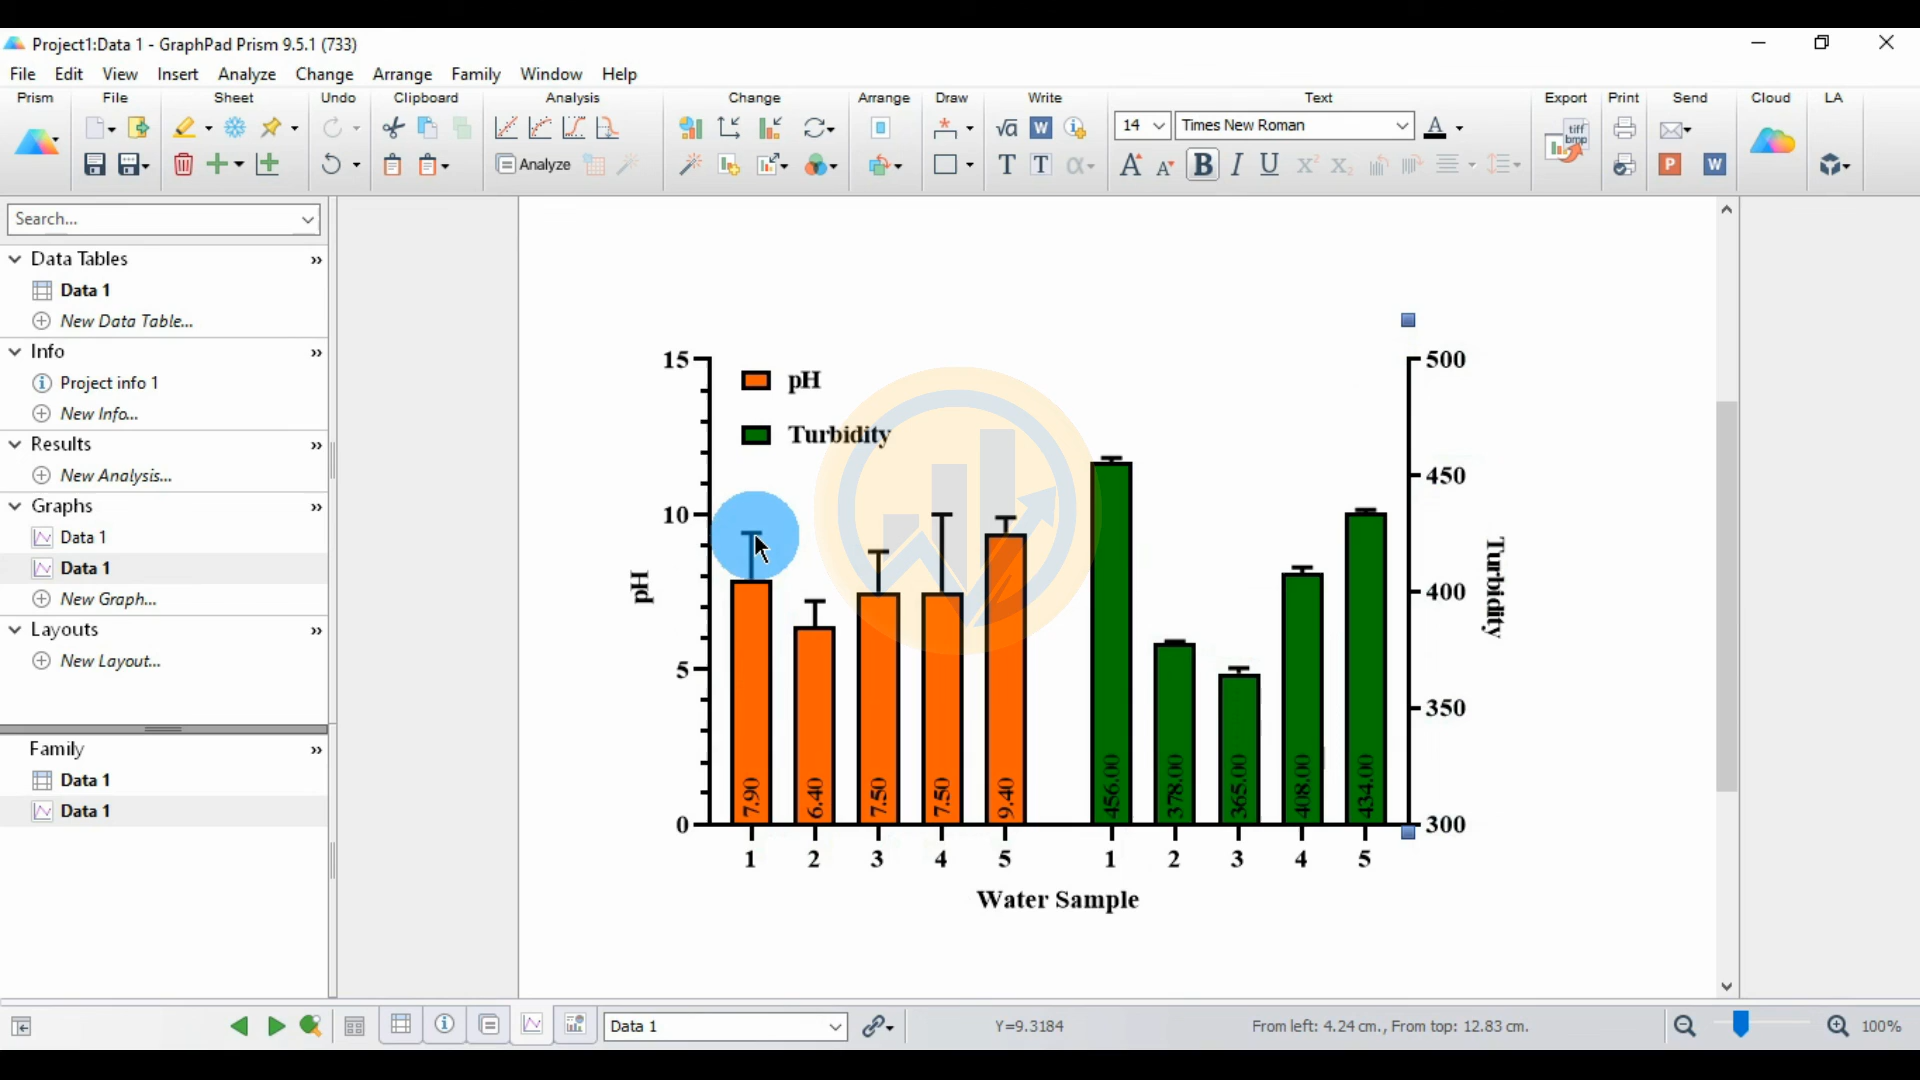 Project1:Data 1 - GraphPad Prism 9.5.1 (733)
File Edit View Insert Analyze Change Arrange Family Window Help
Prism File Sheet Undo Clipboard Analysis Change Arrange Draw Write Text Export Print Send Cloud LA
14 Times New Roman A
tiff
bmp
√α W
Analyze T T α A A B I U X² X₂ P W
Search...
Data Tables
Data 1
New Data Table...
Info
Project info 1
New Info...
Results
New Analysis...
Graphs
Data 1
Data 1
New Graph...
Layouts
New Layout...
Family
Data 1
Data 1
15
10
5
0
pH
pH
Turbidity
500
450
400
350
300
Turbidity
7.90 6.40 7.50 7.50 9.40 456.00 378.00 365.00 408.00 434.00
1 2 3 4 5 1 2 3 4 5
Water Sample
Data 1 Y=9.3184 From left: 4.24 cm., From top: 12.83 cm. 100%